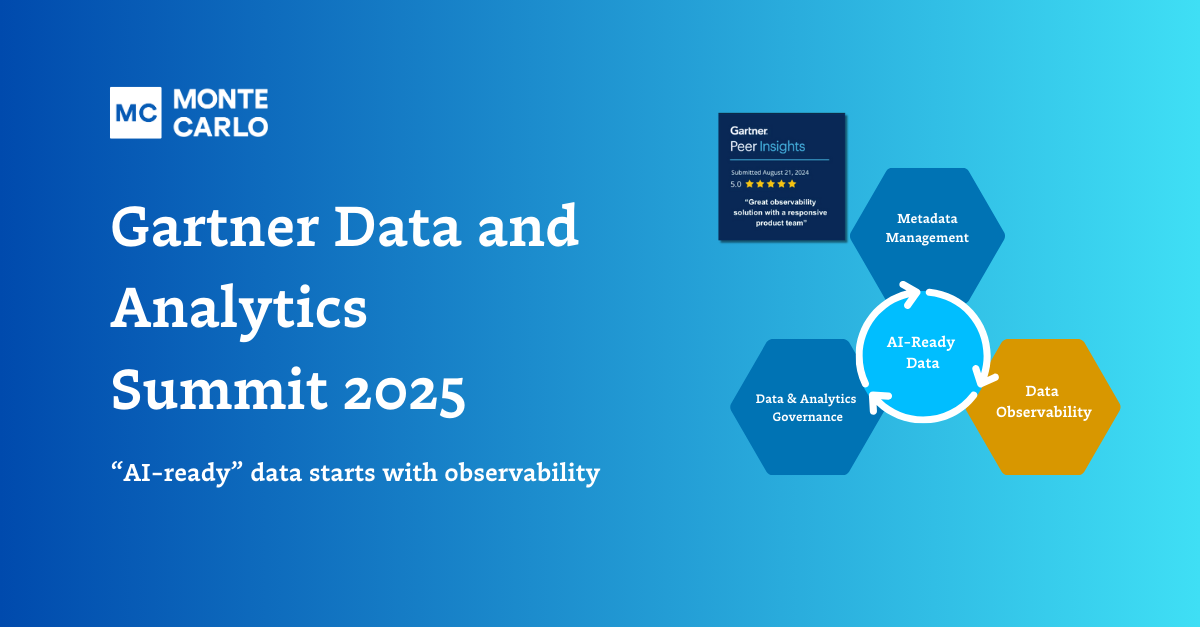 MC
MONTE
CARLO
Gartner Data and
Analytics
Summit 2025
“AI-ready” data starts with observability
Gartner
Peer Insights
Submitted August 21, 2024
5.0
“Great observability
solution with a responsive
product team”
Metadata
Management
AI-Ready
Data
Data & Analytics
Governance
Data
Observability